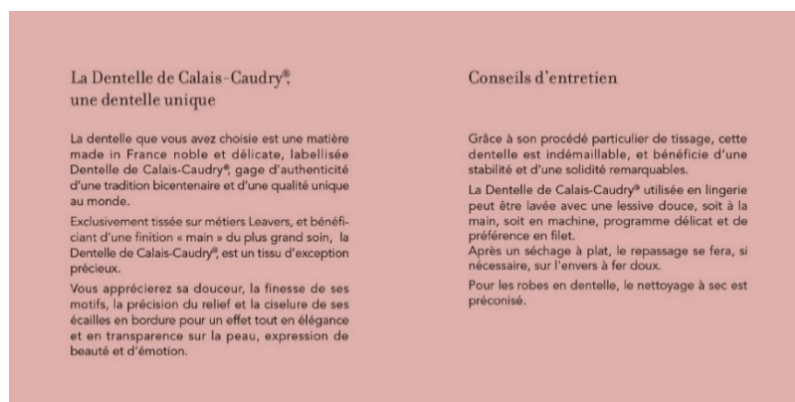 La Dentelle de Calais-Caudry®,
une dentelle unique
La dentelle que vous avez choisie est une matière
made in France noble et délicate, labellisée
Dentelle de Calais-Caudry®, gage d'authenticité
d'une tradition bicentenaire et d'une qualité unique
au monde.
Exclusivement tissée sur métiers Leavers, et bénéfi-
ciant d'une finition « main » du plus grand soin, la
Dentelle de Calais-Caudry®, est un tissu d'exception
précieux.
Vous apprécierez sa douceur, la finesse de ses
motifs, la précision du relief et la ciselure de ses
écailles en bordure pour un effet tout en élégance
et en transparence sur la peau, expression de
beauté et d'émotion.
Conseils d'entretien
Grâce à son procédé particulier de tissage, cette
dentelle est indémaillable, et bénéficie d'une
stabilité et d'une solidité remarquables.
La Dentelle de Calais-Caudry® utilisée en lingerie
peut être lavée avec une lessive douce, soit à la
main, soit en machine, programme délicat et de
préférence en filet.
Après un séchage à plat, le repassage se fera, si
nécessaire, sur l'envers à fer doux.
Pour les robes en dentelle, le nettoyage à sec est
préconisé.